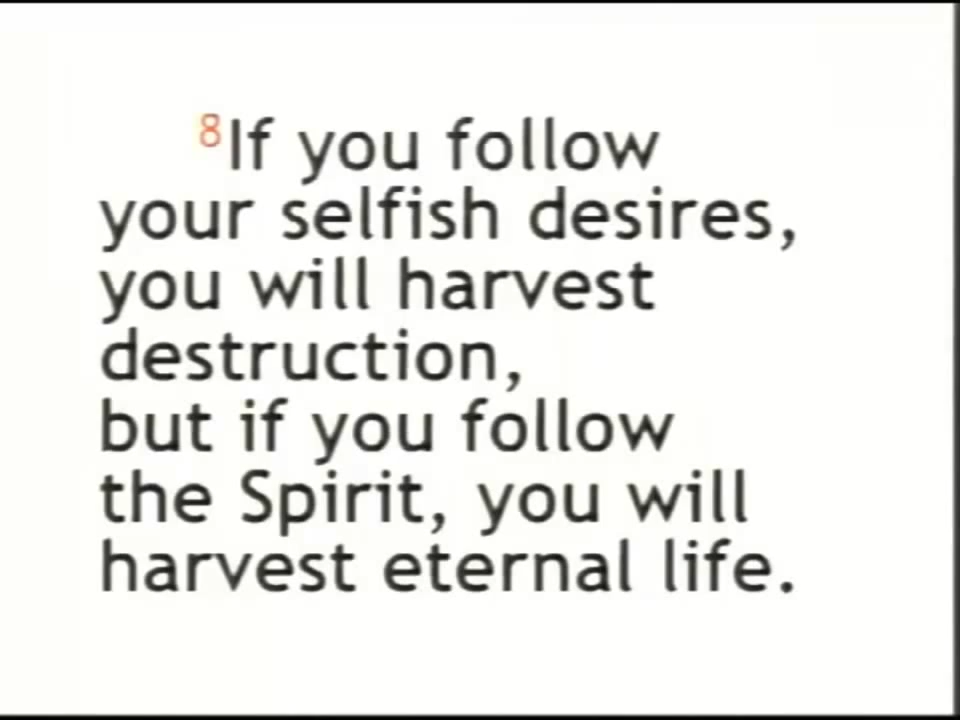 8If you follow
your selfish desires,
you will harvest
destruction,
but if you follow
the Spirit, you will
harvest eternal life.